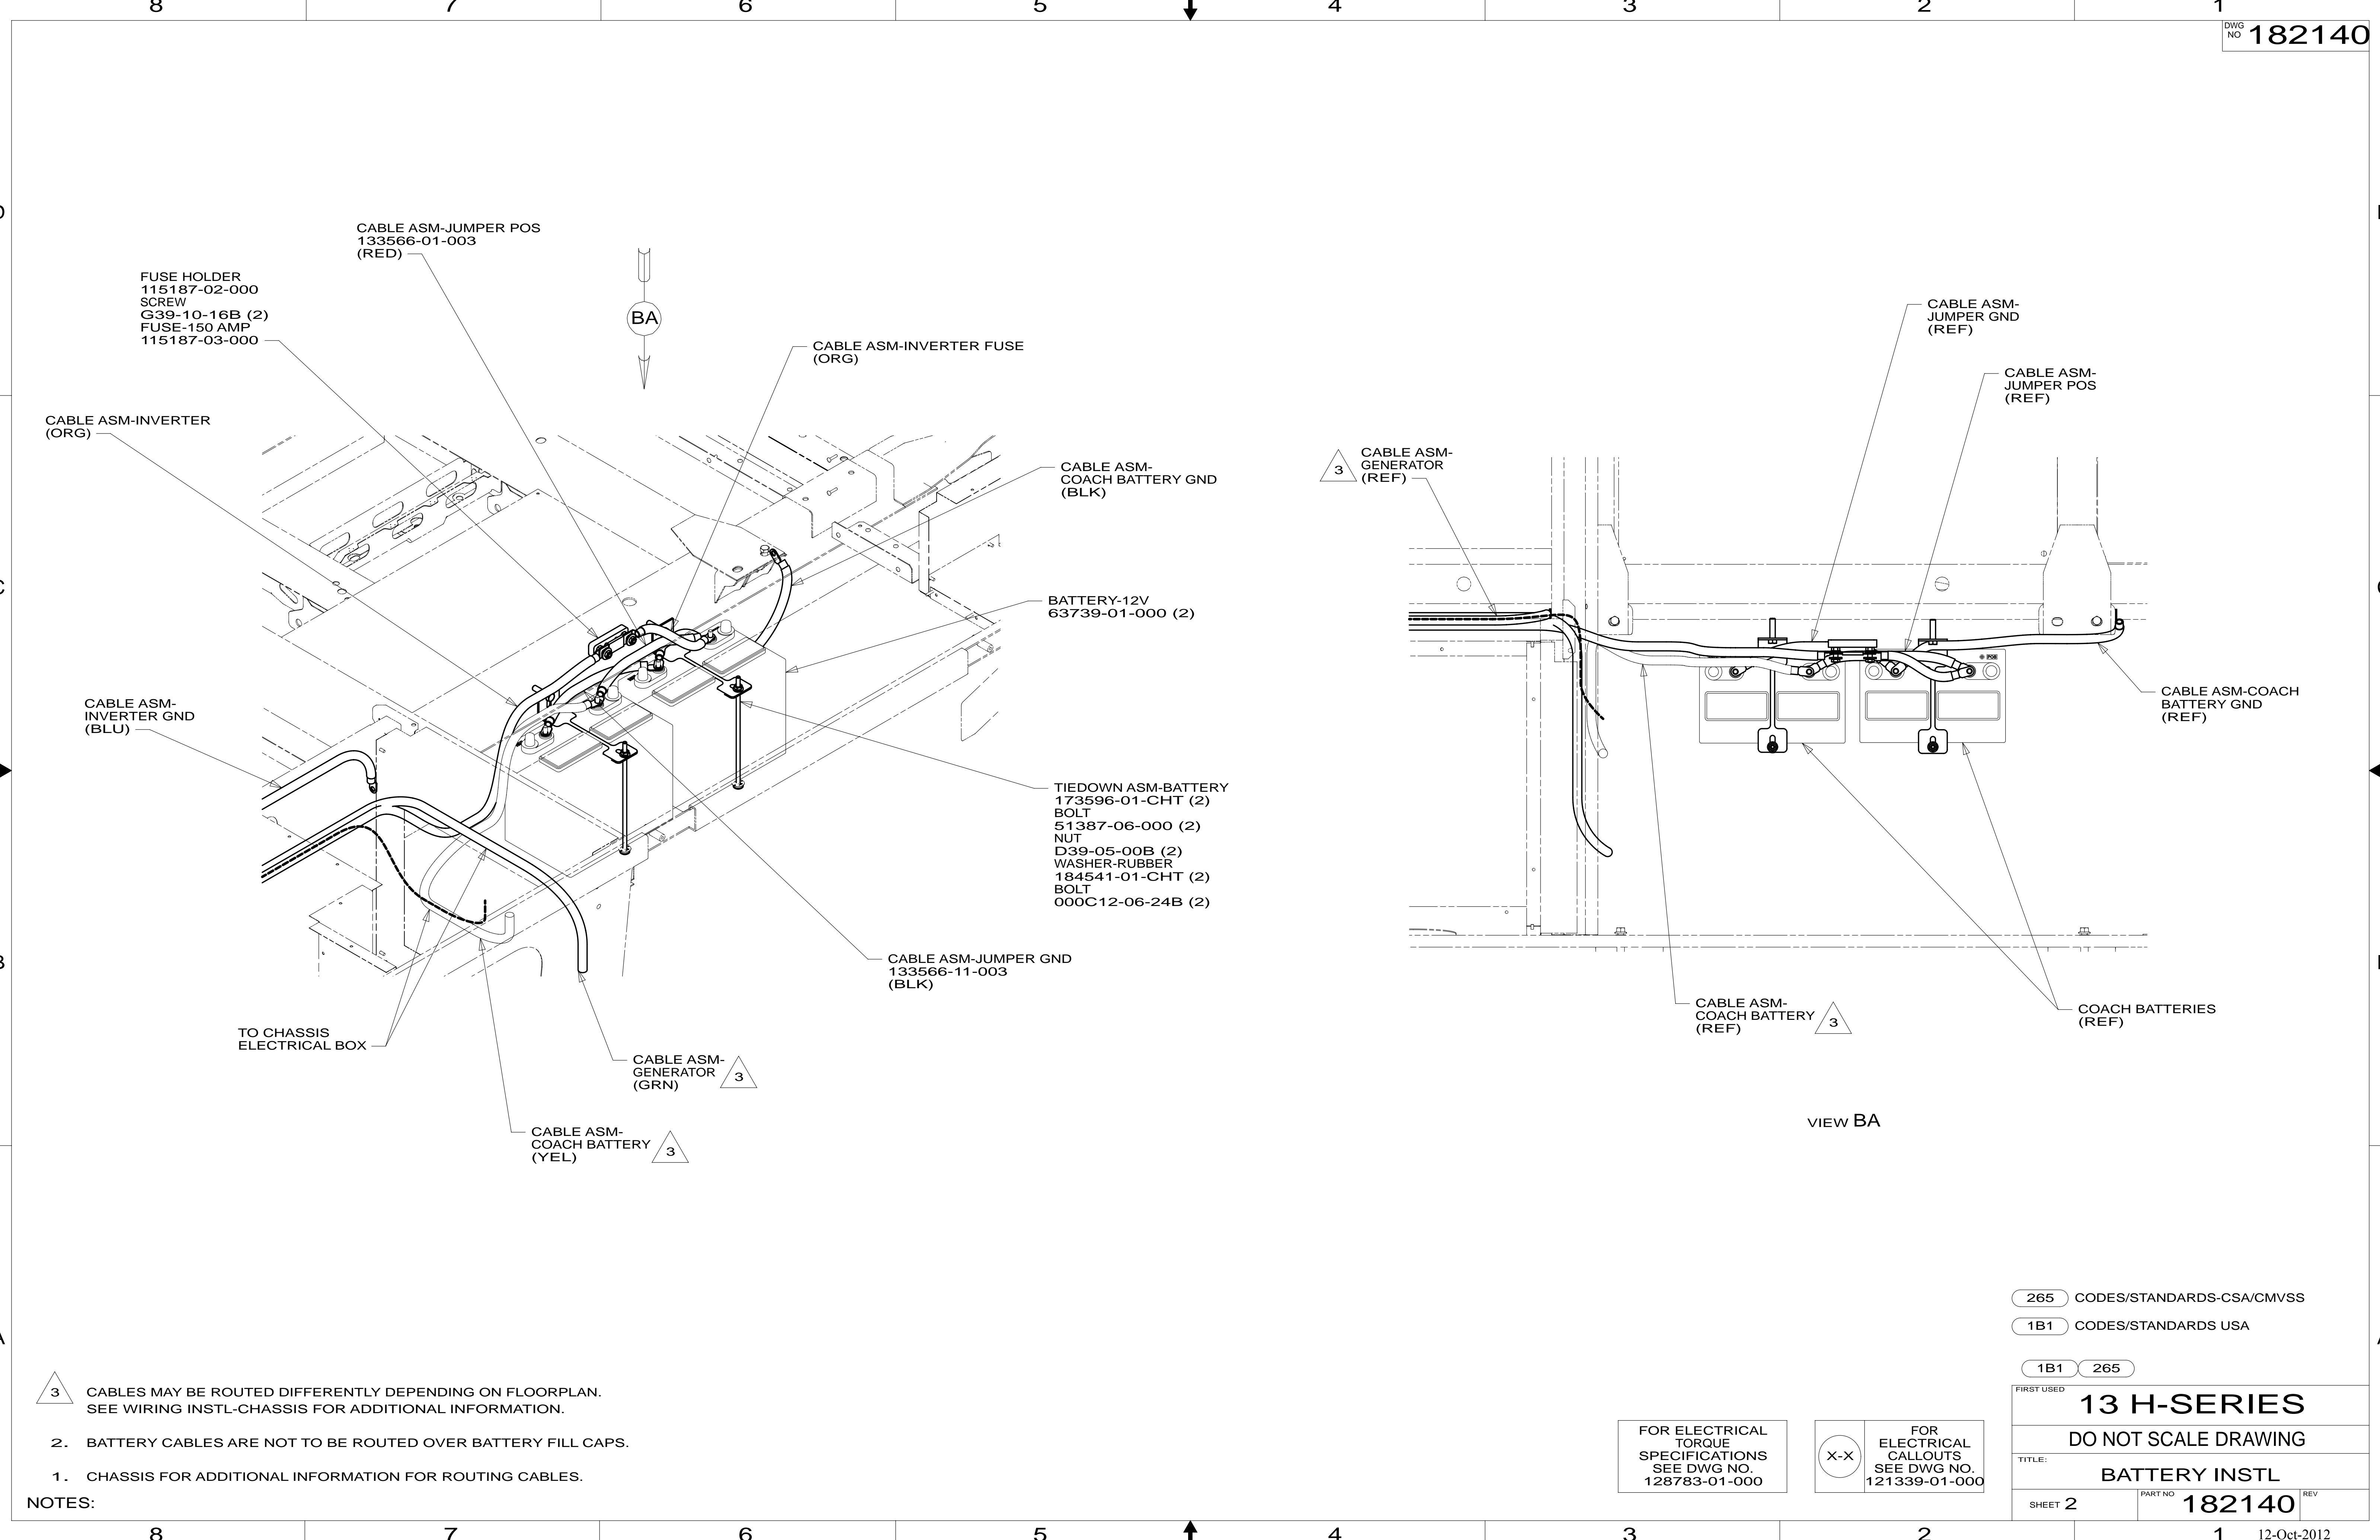 8 7 6 5 4 3 2 1
DWG
NO 182140
CABLE ASM-JUMPER POS
133566-01-003
(RED)
FUSE HOLDER
115187-02-000
SCREW
G39-10-16B (2)
FUSE-150 AMP
115187-03-000
BA
CABLE ASM-INVERTER FUSE
(ORG)
CABLE ASM-INVERTER
(ORG)
CABLE ASM-
COACH BATTERY GND
(BLK)
BATTERY-12V
63739-01-000 (2)
CABLE ASM-
INVERTER GND
(BLU)
TIEDOWN ASM-BATTERY
173596-01-CHT (2)
BOLT
51387-06-000 (2)
NUT
D39-05-00B (2)
WASHER-RUBBER
184541-01-CHT (2)
BOLT
000C12-06-24B (2)
CABLE ASM-JUMPER GND
133566-11-003
(BLK)
TO CHASSIS
ELECTRICAL BOX
CABLE ASM-
GENERATOR
(GRN)
3
CABLE ASM-
COACH BATTERY
(YEL)
3
CABLE ASM-
JUMPER GND
(REF)
CABLE ASM-
JUMPER POS
(REF)
3
CABLE ASM-
GENERATOR
(REF)
POS
CABLE ASM-COACH
BATTERY GND
(REF)
CABLE ASM-
COACH BATTERY
(REF)
3
COACH BATTERIES
(REF)
VIEW BA
265 CODES/STANDARDS-CSA/CMVSS
1B1 CODES/STANDARDS USA
1B1 265
3 CABLES MAY BE ROUTED DIFFERENTLY DEPENDING ON FLOORPLAN.
SEE WIRING INSTL-CHASSIS FOR ADDITIONAL INFORMATION.
2. BATTERY CABLES ARE NOT TO BE ROUTED OVER BATTERY FILL CAPS.
1. CHASSIS FOR ADDITIONAL INFORMATION FOR ROUTING CABLES.
NOTES:
FOR ELECTRICAL
TORQUE
SPECIFICATIONS
SEE DWG NO.
128783-01-000
X-X
FOR
ELECTRICAL
CALLOUTS
SEE DWG NO.
121339-01-000
FIRST USED
13 H-SERIES
DO NOT SCALE DRAWING
TITLE:
BATTERY INSTL
SHEET 2
PART NO 182140
REV
8 7 6 5 4 3 2 1
12-Oct-2012